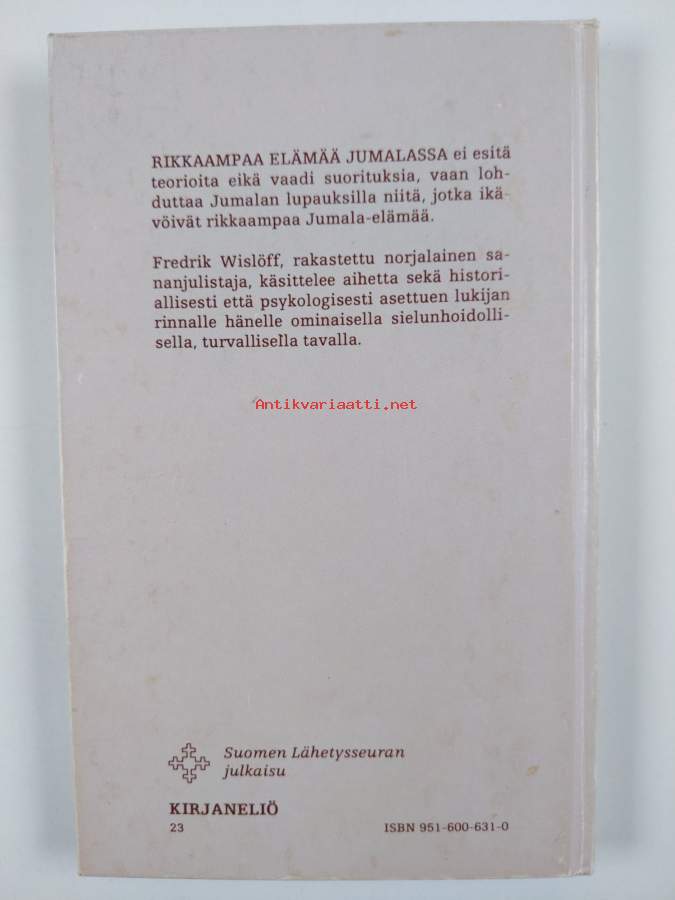 RIKKAAMPAA ELÄMÄÄ JUMALASSA ei esitä
teorioita eikä vaadi suorituksia, vaan loh-
duttaa Jumalan lupauksilla niitä, jotka ikä-
vöivät rikkaampaa Jumala-elämää.
Fredrik Wislöff, rakastettu norjalainen sa-
nanjulistaja, käsittelee aihetta sekä histori-
allisesti että psykologisesti asettuen lukijan
rinnalle hänelle ominaisella sielunhoidolli-
sella, turvallisella tavalla.
Antikvariaatti.net
Suomen Lähetysseuran
julkaisu
KIRJANELIÖ
23 ISBN 951-600-631-0